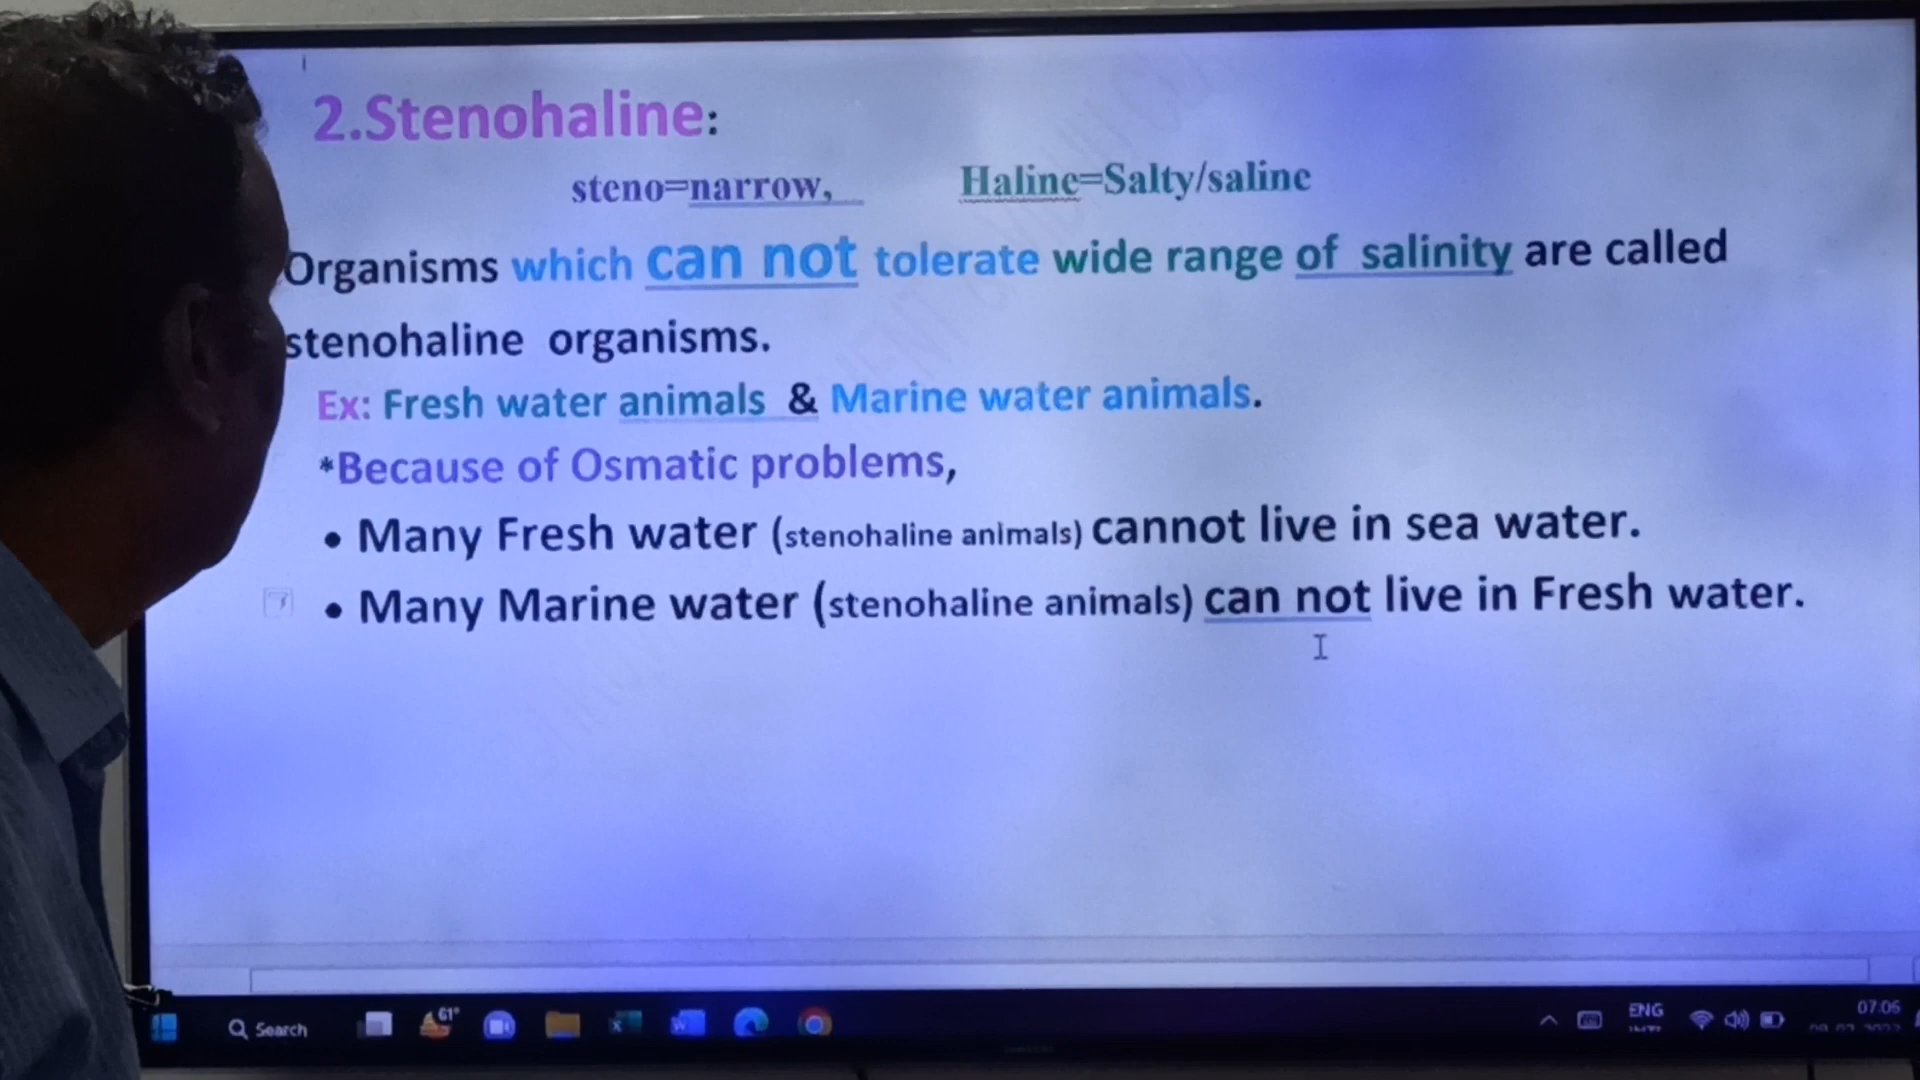 2.Stenohaline:
steno=narrow, Haline=Salty/saline
Organisms which can not tolerate wide range of salinity are called
stenohaline organisms.
Ex: Fresh water animals & Marine water animals.
*Because of Osmatic problems,
• Many Fresh water (stenohaline animals) cannot live in sea water.
• Many Marine water (stenohaline animals) can not live in Fresh water.
61°
Search
ENG
07:06